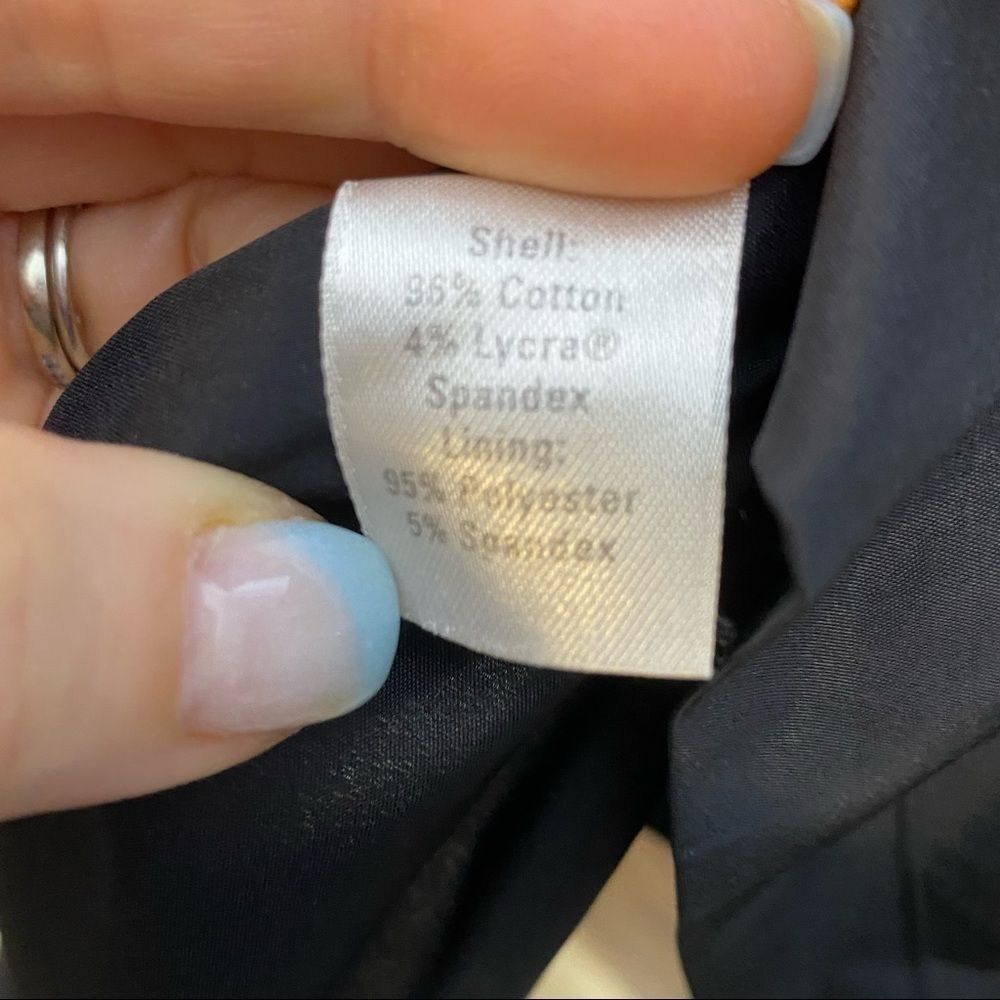 Shell:
96% Cotton
4% Lycra®
Spandex
Lining:
95% Polyester
5% Spandex